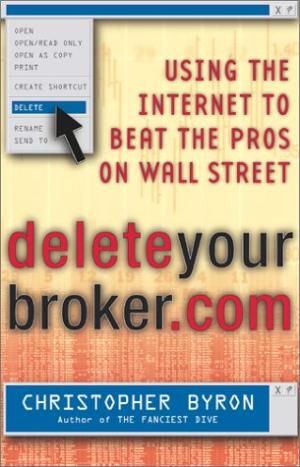 X
OPEN
OPEN/READ ONLY
OPEN AS COPY
PRINT
CREATE SHORTCUT
DELETE
RENAME
SEND TO
USING THE
INTERNET TO
BEAT THE PROS
ON WALL STREET
deleteyour
broker.com
X
CHRISTOPHER BYRON
Author of THE FANCIEST DIVE